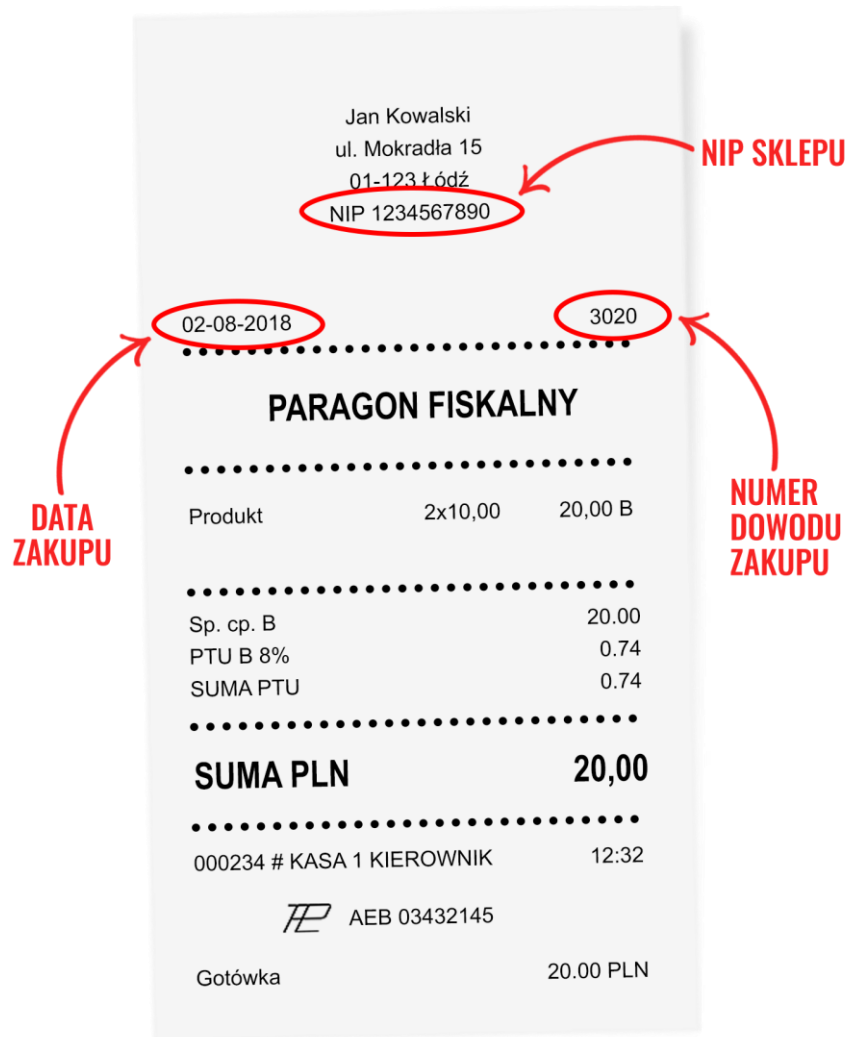 Jan Kowalski
ul. Mokradła 15
01-123 Łódź
NIP 1234567890
NIP SKLEPU
02-08-2018 3020
PARAGON FISKALNY
DATA
ZAKUPU
NUMER
DOWODU
ZAKUPU
Produkt 2x10,00 20,00 B
Sp. cp. B 20.00
PTU B 8% 0.74
SUMA PTU 0.74
SUMA PLN 20,00
000234 # KASA 1 KIEROWNIK 12:32
AEB 03432145
Gotówka 20.00 PLN